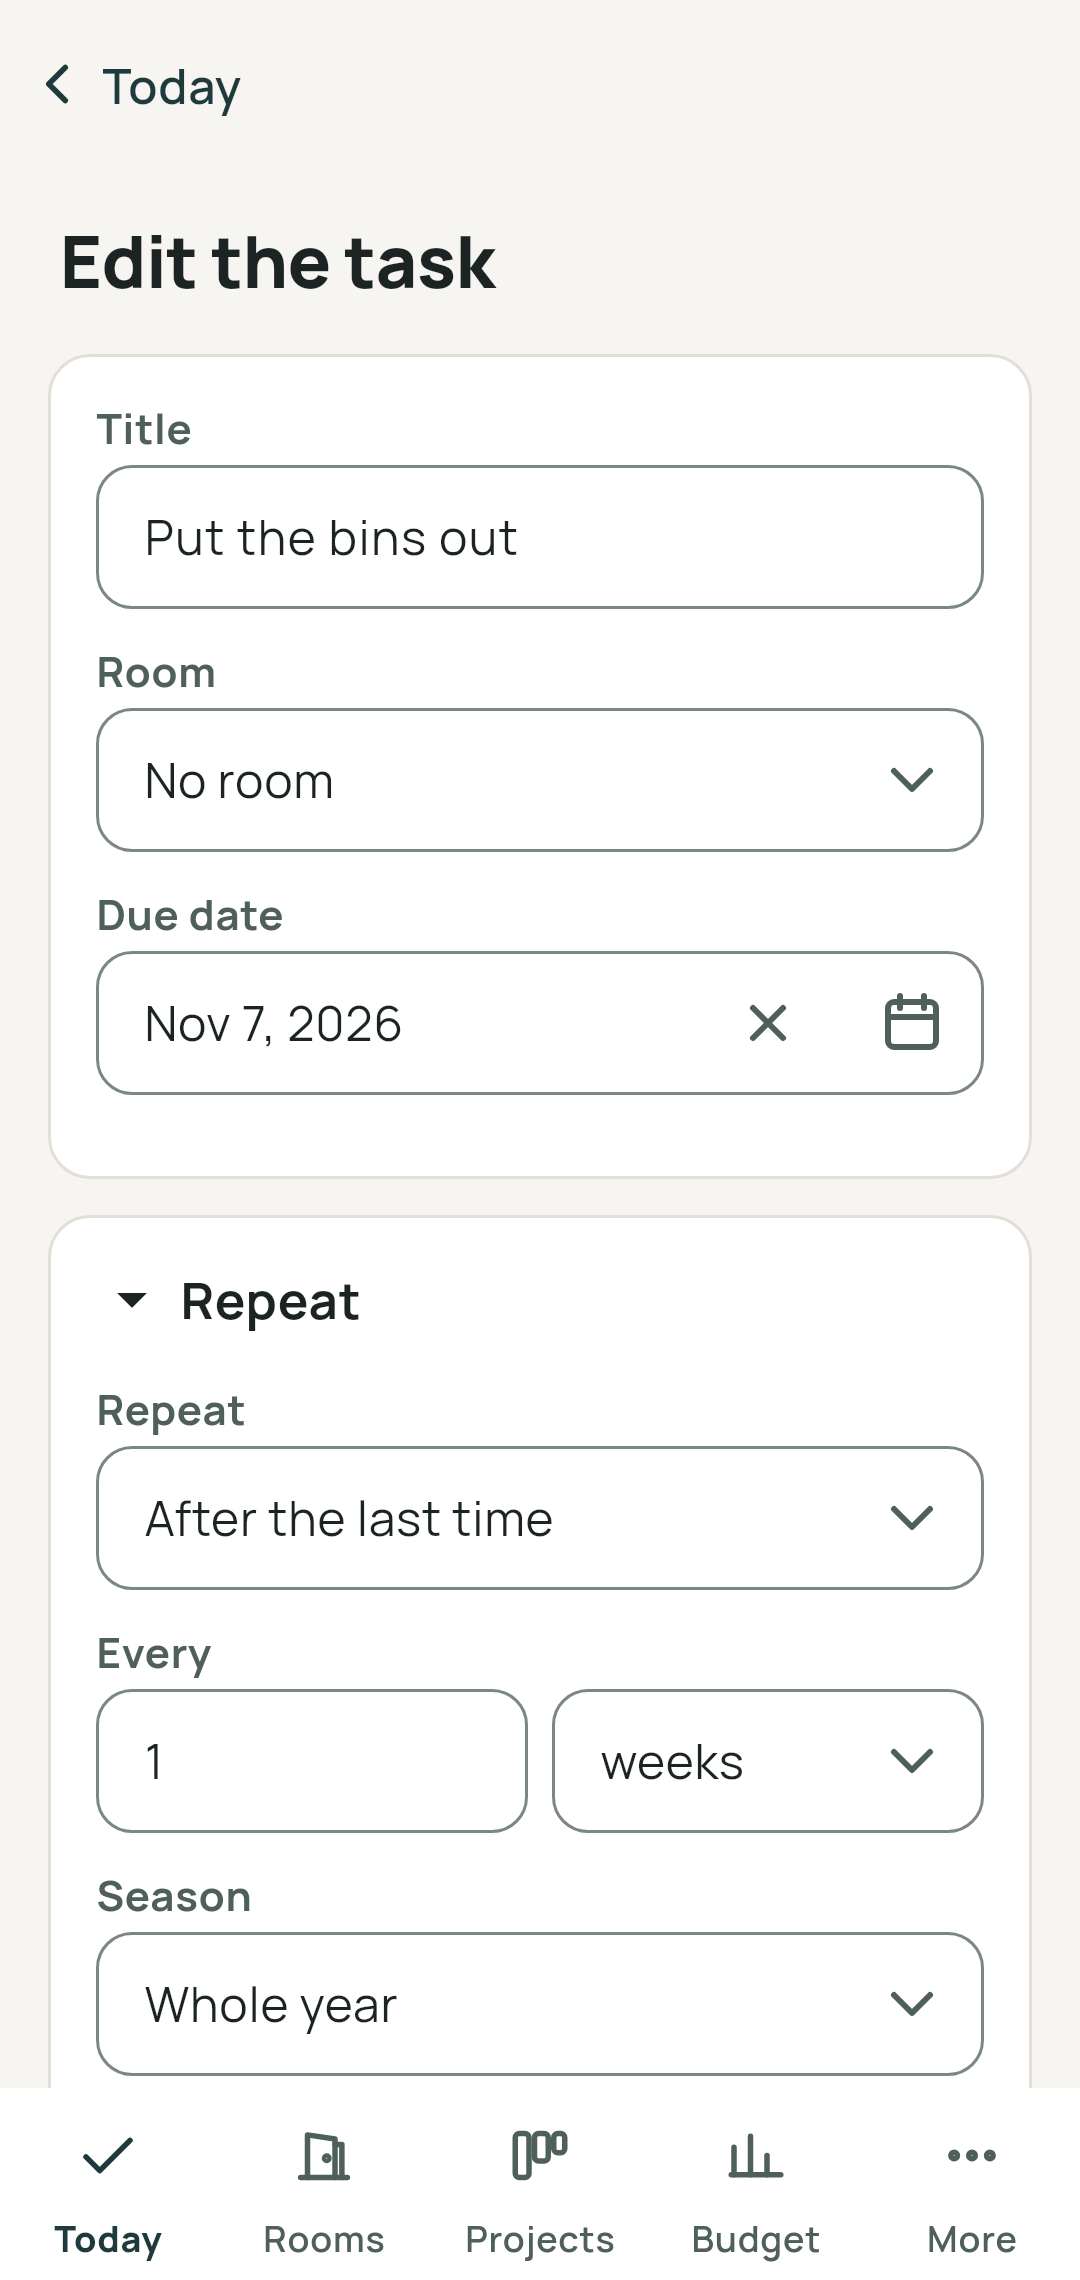 Today
Edit the task
Title
Put the bins out
Room
No room
Due date
Nov 7, 2026
Repeat
Repeat
After the last time
Every
1
weeks
Season
Whole year
Today
Rooms
Projects
Budget
More